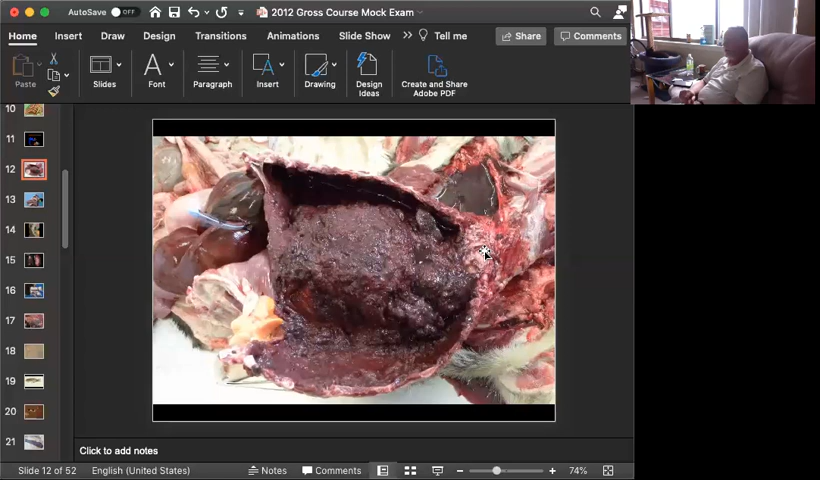 AutoSave OFF 2012 Gross Course Mock Exam
Home Insert Draw Design Transitions Animations Slide Show Tell me Share Comments
Paste Slides Font Paragraph Insert Drawing Design Ideas Create and Share Adobe PDF
10
11
12
13
14
15
16
17
18
19
20
21
Click to add notes
Slide 12 of 52 English (United States) Notes Comments 74%